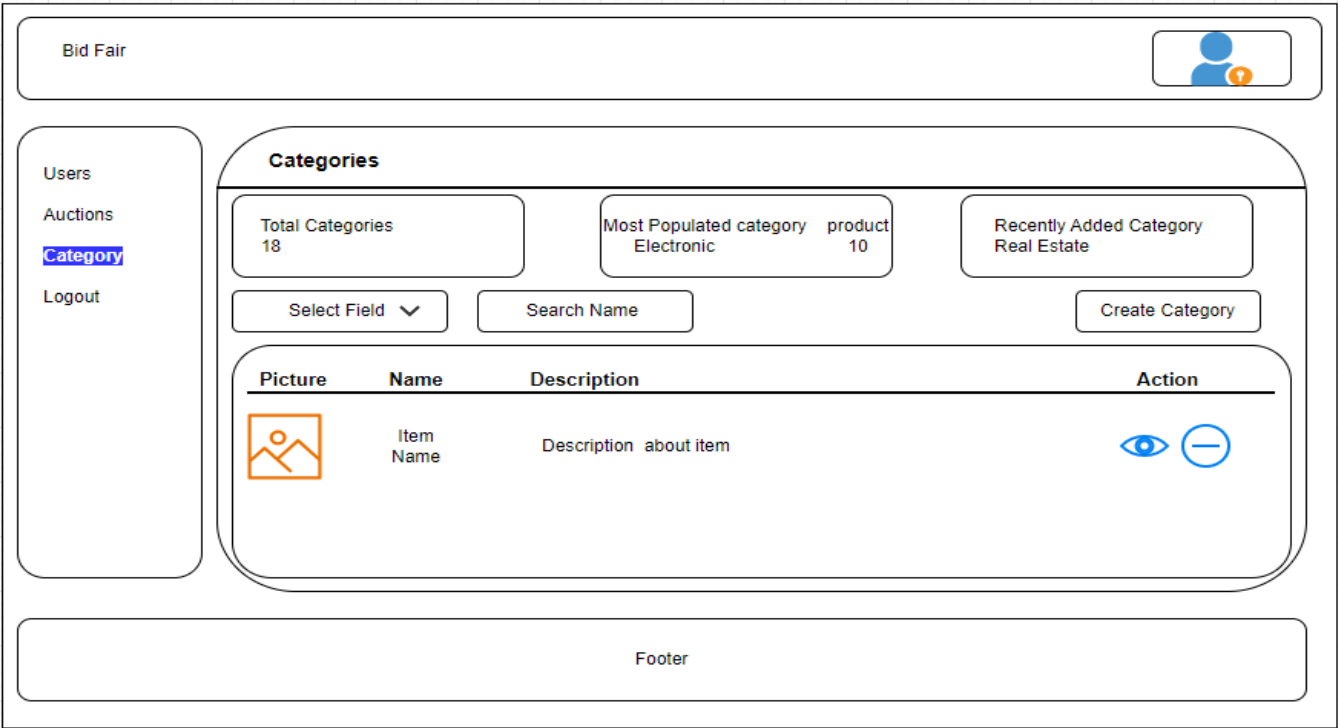 Bid Fair
Users
Auctions
Category
Logout
Categories
Total Categories
18
Most Populated category product
Electronic 10
Recently Added Category
Real Estate
Select Field
Search Name
Create Category
Picture Name Description Action
Item
Name
Description about item
Footer